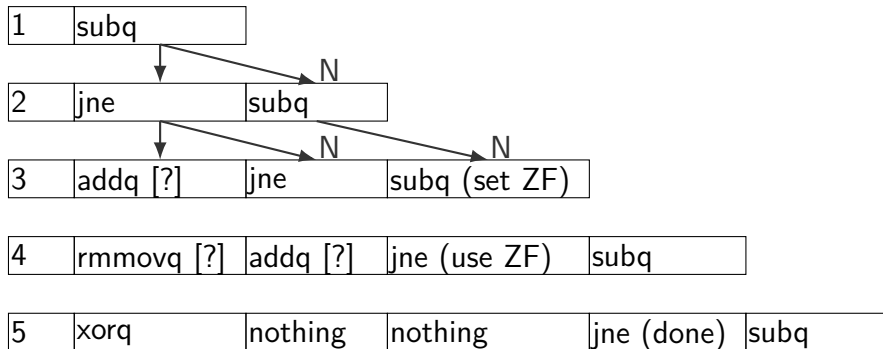 1 subq
N
2 jne subq
N N
3 addq [?] jne subq (set ZF)
4 rmmovq [?] addq [?] jne (use ZF) subq
5 xorq nothing nothing jne (done) subq